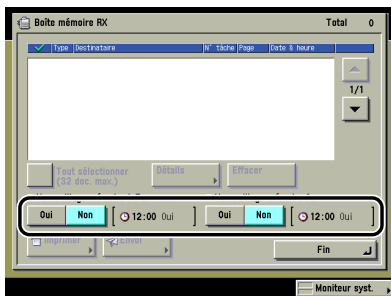 Boîte mémoire RX Total 0
Type Destinataire N° tâche Page Date & heure
1/1
Tout sélectionner Détails Effacer
(32 doc. max.)
Oui Non [ 12:00 Oui ] Oui Non [ 12:00 Oui ]
Imprimer Envoi
Fin
Moniteur syst.